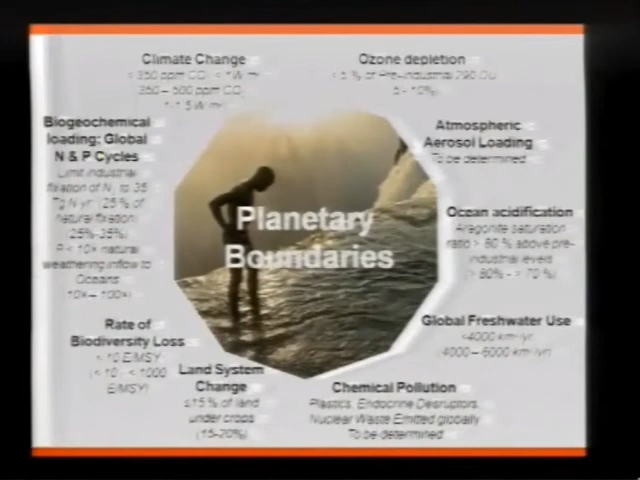 Climate Change
< 350 ppm CO₂ < 1W m²
350 – 500 ppm CO₂
1-1.5 W m²
Ozone depletion
< 5 % of Pre-industrial 290 DU
5 - 10%)
Biogeochemical
loading: Global
N & P Cycles
Limit industrial
fixation of N₂ to 35
Tg N yr (25 % of
natural fixation)
25%-35%)
P < 10× natural
weathering inflow to
Oceans
10× – 100×)
Atmospheric
Aerosol Loading
To be determined
Ocean acidification
Aragonite saturation
ratio > 80 % above pre-
industrial levels
(> 80% - > 70 %)
Planetary
Boundaries
Global Freshwater Use
<4000 km³/yr
(4000 – 6000 km³/yr)
Rate of
Biodiversity Loss
< 10 E/MSY
(< 10 - < 1000
E/MSY)
Land System
Change
≤15 % of land
under crops
(15-20%)
Chemical Pollution
Plastics, Endocrine Desruptors,
Nuclear Waste Emitted globally
To be determined